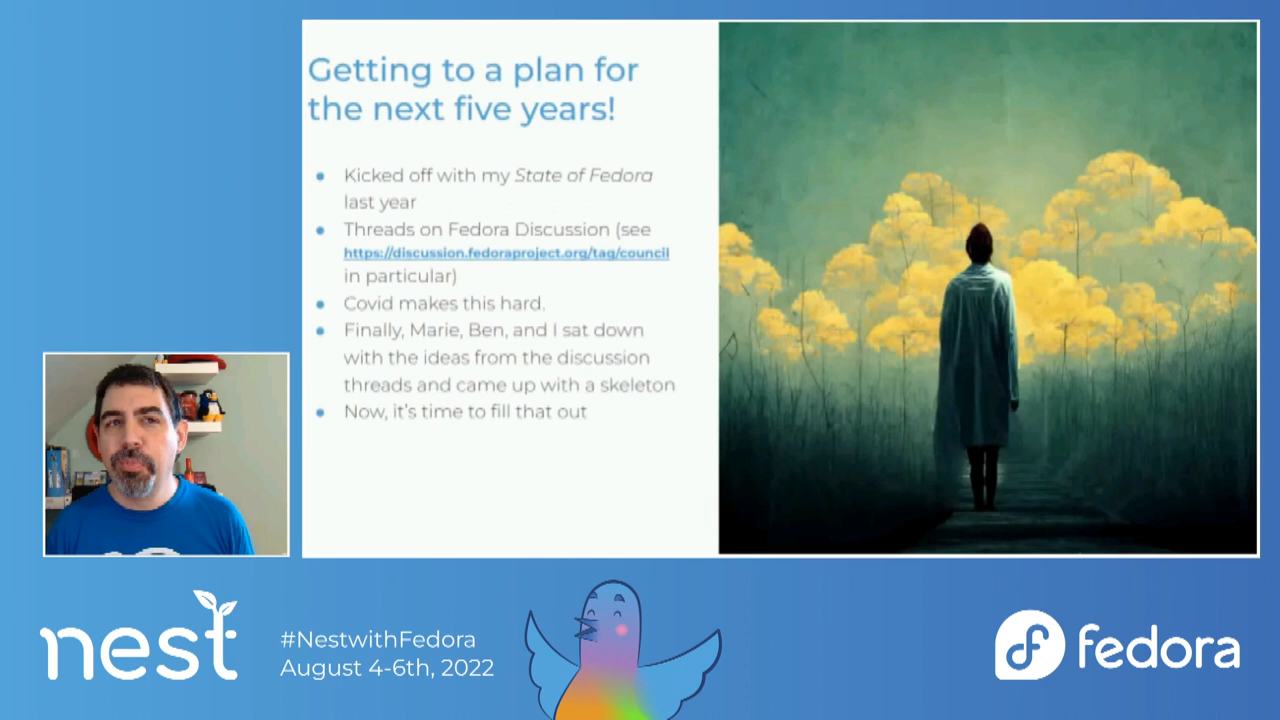 Getting to a plan for
the next five years!
Kicked off with my State of Fedora
last year
Threads on Fedora Discussion (see
https://discussion.fedoraproject.org/tag/council
in particular)
Covid makes this hard.
Finally, Marie, Ben, and I sat down
with the ideas from the discussion
threads and came up with a skeleton
Now, it's time to fill that out
nest
#NestwithFedora
August 4-6th, 2022
fedora